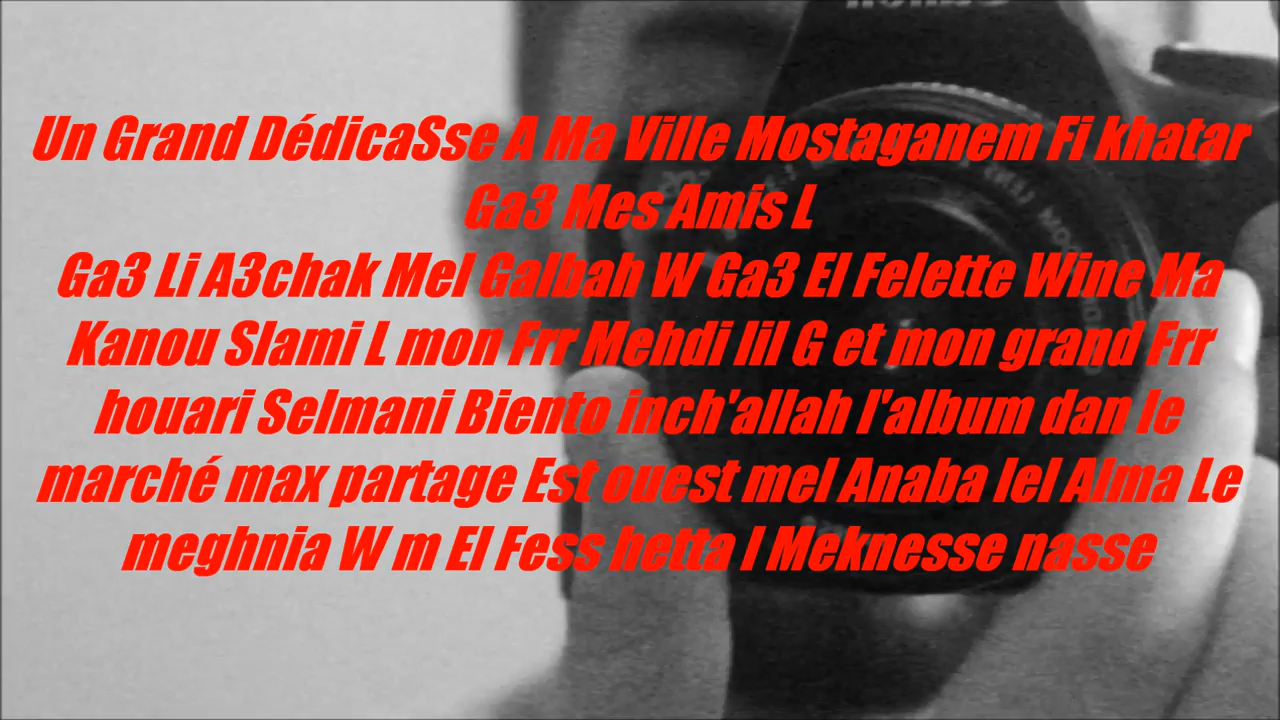 Un Grand DédicaSse A Ma Ville Mostaganem Fi khatar
Ga3 Mes Amis L
Ga3 Li A3chak Mel Galbah W Ga3 El Felette Wine Ma
Kanou Slami L mon Frr Mehdi lil G et mon grand Frr
houari Selmani Biento inch'allah l'album dan le
marché max partage Est ouest mel Anaba lel Alma Le
meghnia W m El Fess hetta l Meknesse nasse